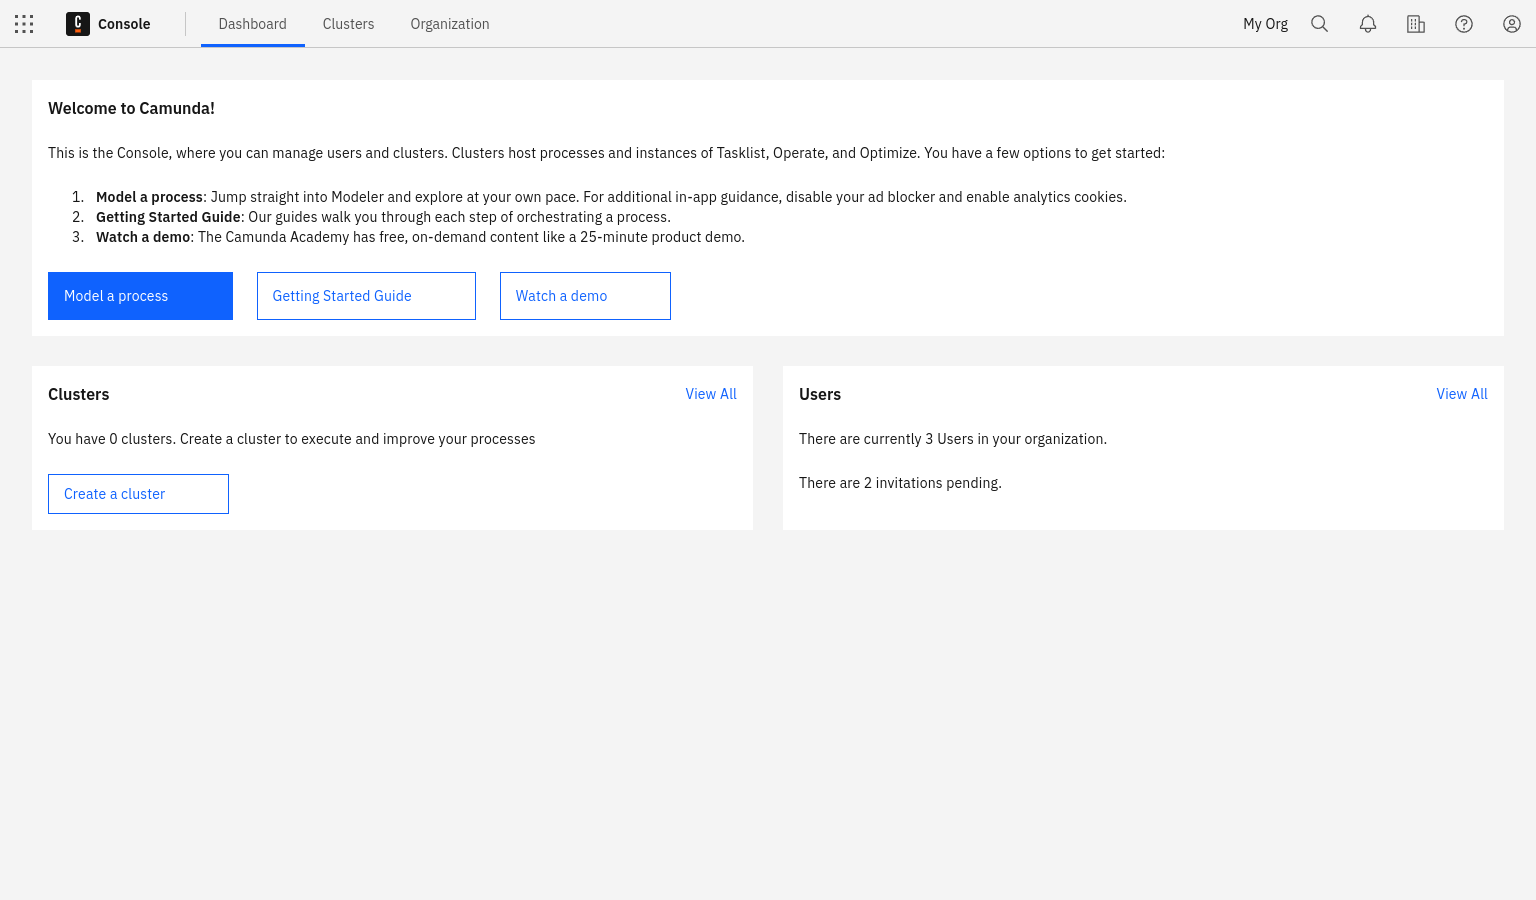 Console
Dashboard
Clusters
Organization
My Org
Welcome to Camunda!
This is the Console, where you can manage users and clusters. Clusters host processes and instances of Tasklist, Operate, and Optimize. You have a few options to get started:
1. Model a process: Jump straight into Modeler and explore at your own pace. For additional in-app guidance, disable your ad blocker and enable analytics cookies.
2. Getting Started Guide: Our guides walk you through each step of orchestrating a process.
3. Watch a demo: The Camunda Academy has free, on-demand content like a 25-minute product demo.
Model a process
Getting Started Guide
Watch a demo
Clusters
View All
You have 0 clusters. Create a cluster to execute and improve your processes
Create a cluster
Users
View All
There are currently 3 Users in your organization.
There are 2 invitations pending.